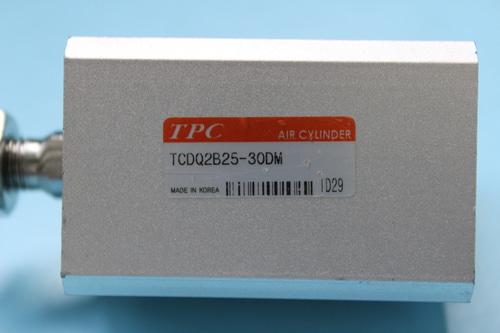 TPC AIR CYLINDER
TCDQ2B25-30DM
MADE IN KOREA ID29